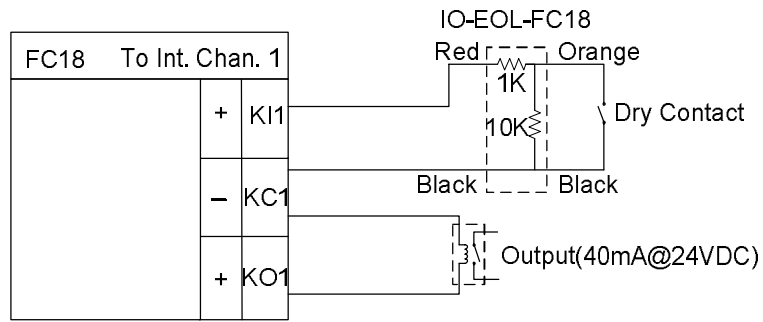 IO-EOL-FC18
FC18 To Int. Chan. 1
Red Orange
1K
+ KI1
10K
Dry Contact
Black Black
− KC1
+ KO1
Output(40mA@24VDC)